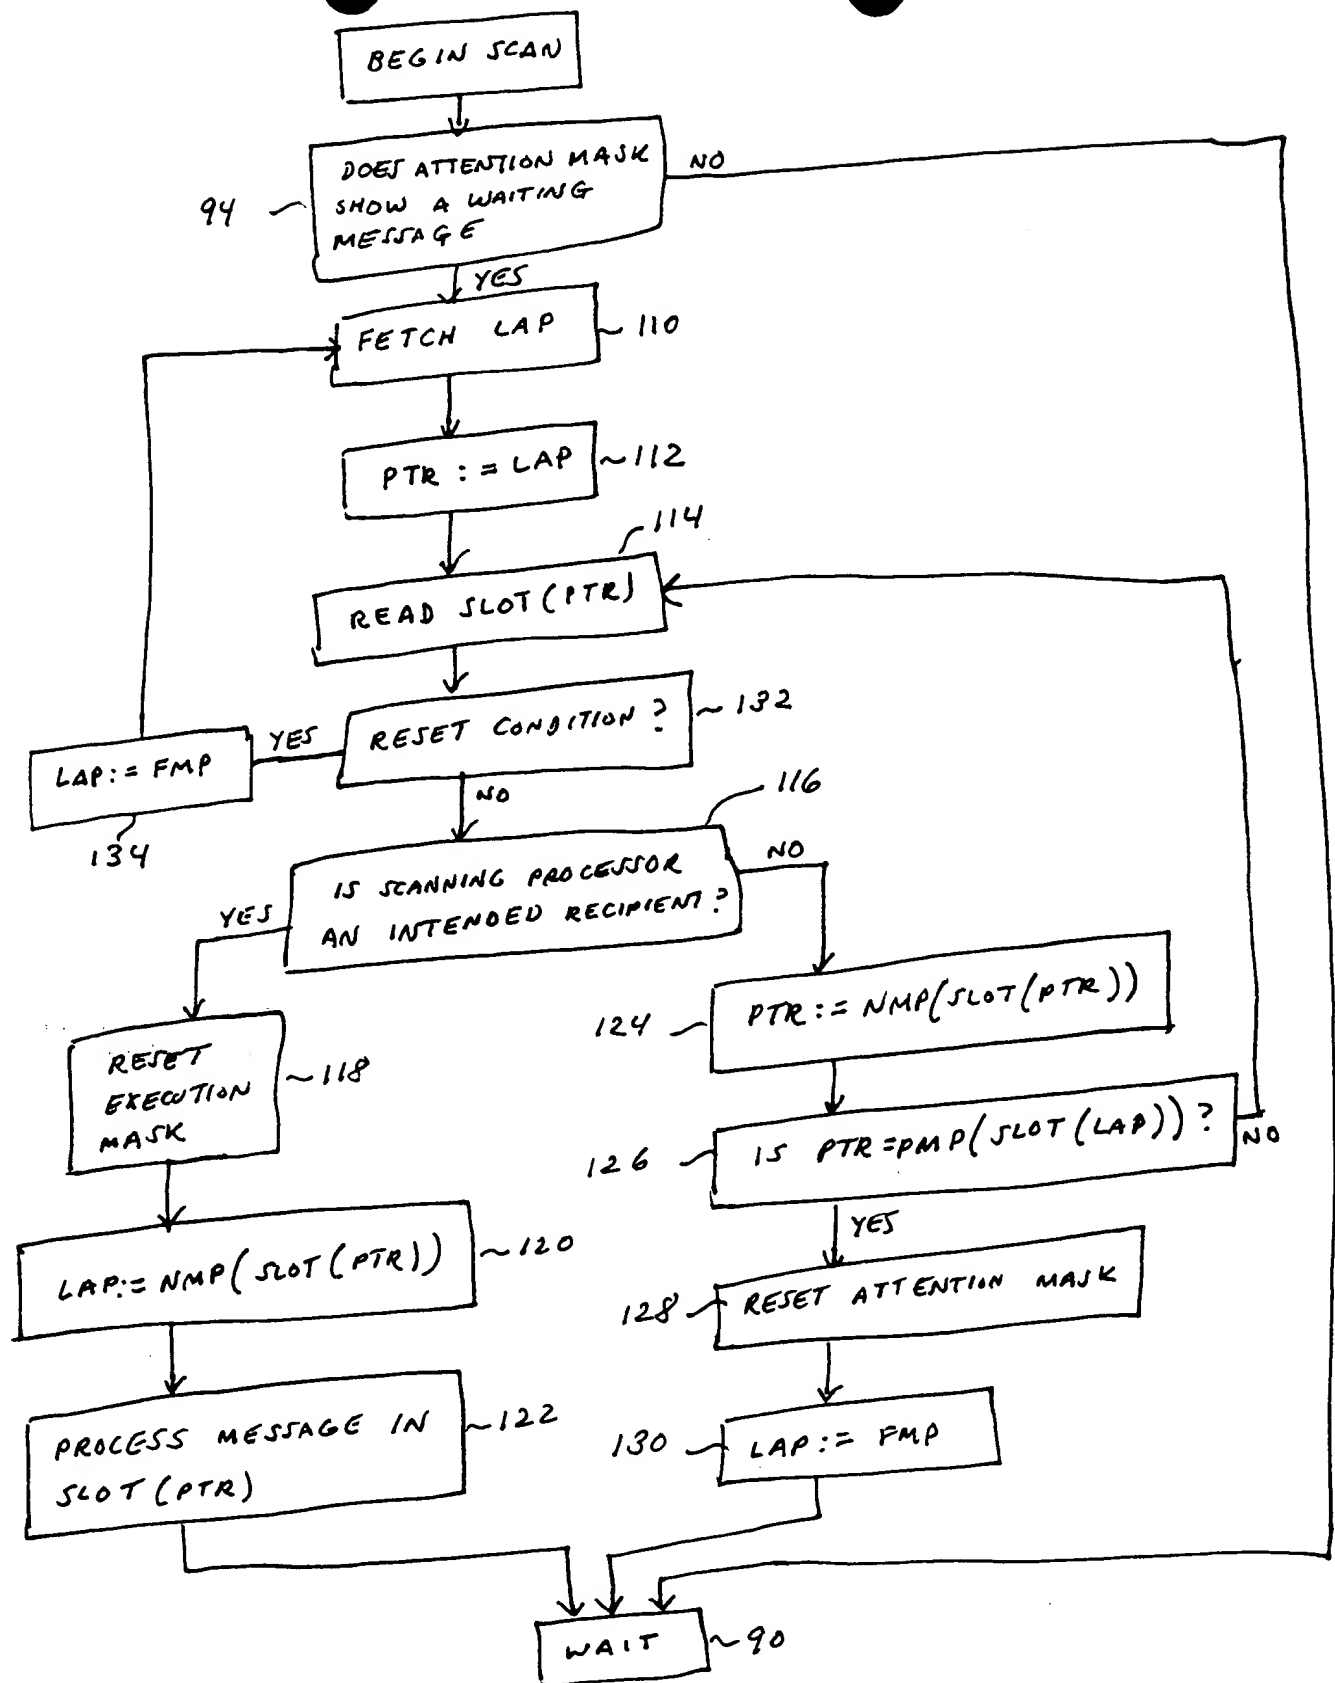 BEGIN SCAN
DOES ATTENTION MASK
SHOW A WAITING
MESSAGE
NO
94
YES
FETCH LAP
110
PTR := LAP
112
114
READ SLOT (PTR)
RESET CONDITION?
132
YES
LAP := FMP
134
NO
116
IS SCANNING PROCESSOR
AN INTENDED RECIPIENT?
NO
YES
PTR := NMP(SLOT(PTR))
124
RESET
EXECUTION
MASK
118
IS PTR=PMP(SLOT(LAP))?
126
NO
YES
LAP:= NMP(SLOT(PTR))
120
RESET ATTENTION MASK
128
PROCESS MESSAGE IN
SLOT (PTR)
122
LAP := FMP
130
WAIT
90